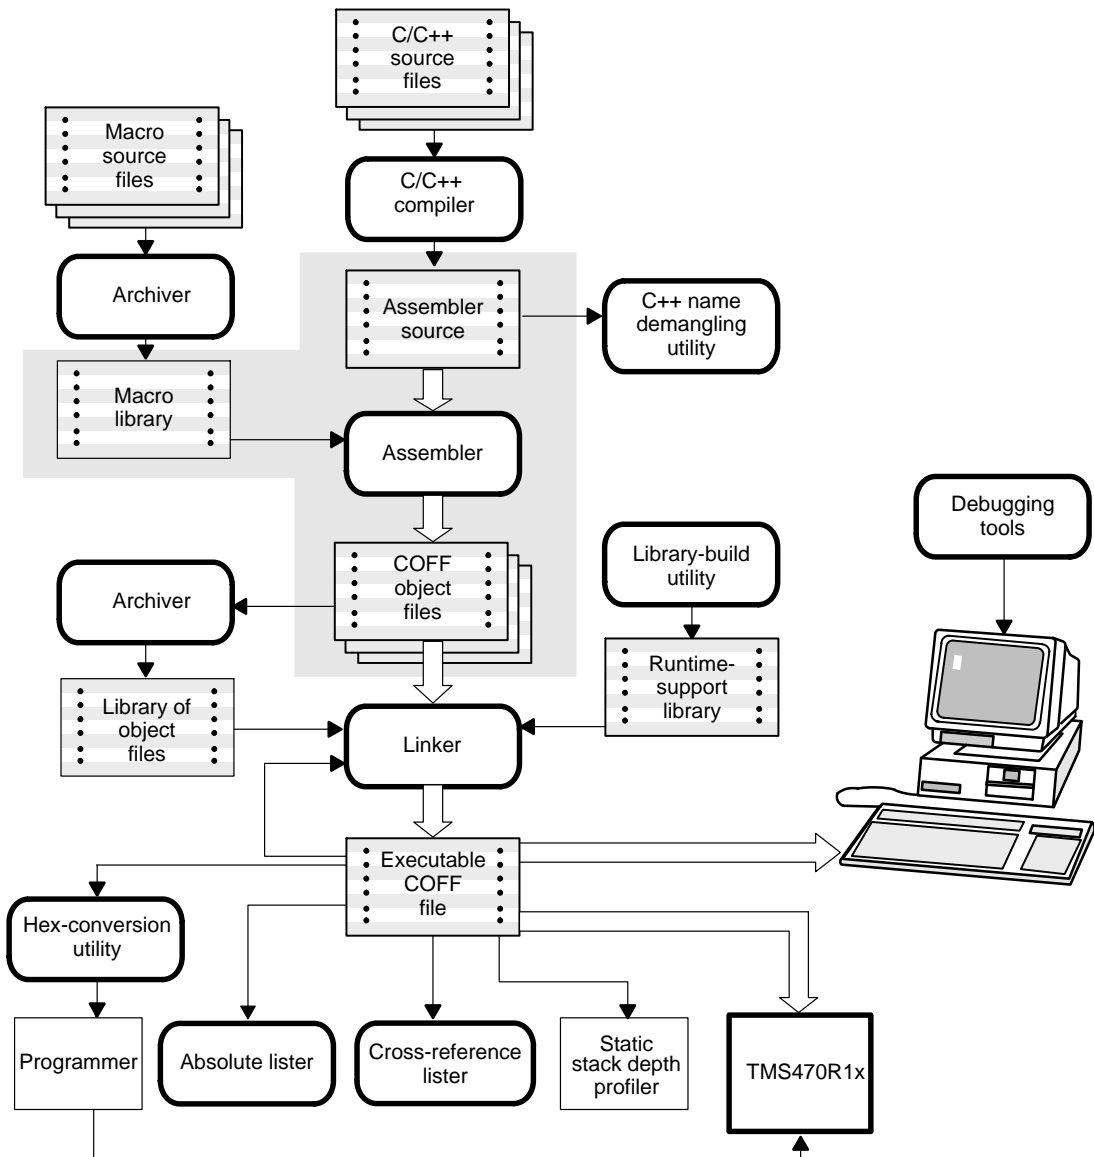 C/C++
source
files
Macro
source
files
C/C++
compiler
Archiver
Assembler
source
C++ name
demangling
utility
Macro
library
Assembler
Debugging
tools
COFF
object
files
Library-build
utility
Archiver
Runtime-
support
library
Library of
object
files
Linker
Executable
COFF
file
Hex-conversion
utility
Programmer
Absolute lister
Cross-reference
lister
Static
stack depth
profiler
TMS470R1x